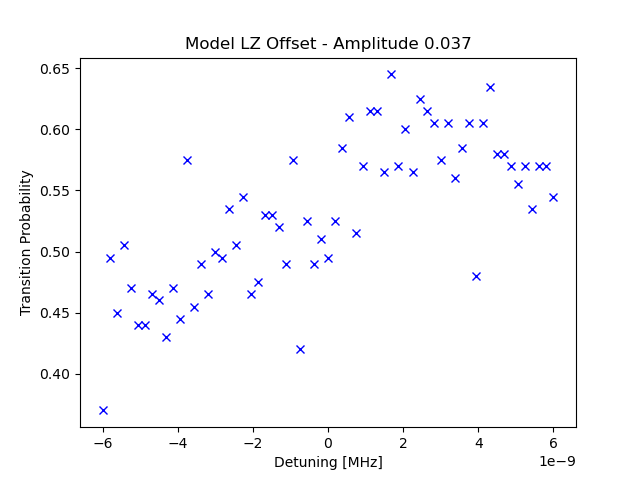 Model LZ Offset - Amplitude 0.037
0.65
0.60
0.55
0.50
0.45
0.40
Transition Probability
−6 −4 −2 0 2 4 6
1e−9
Detuning [MHz]